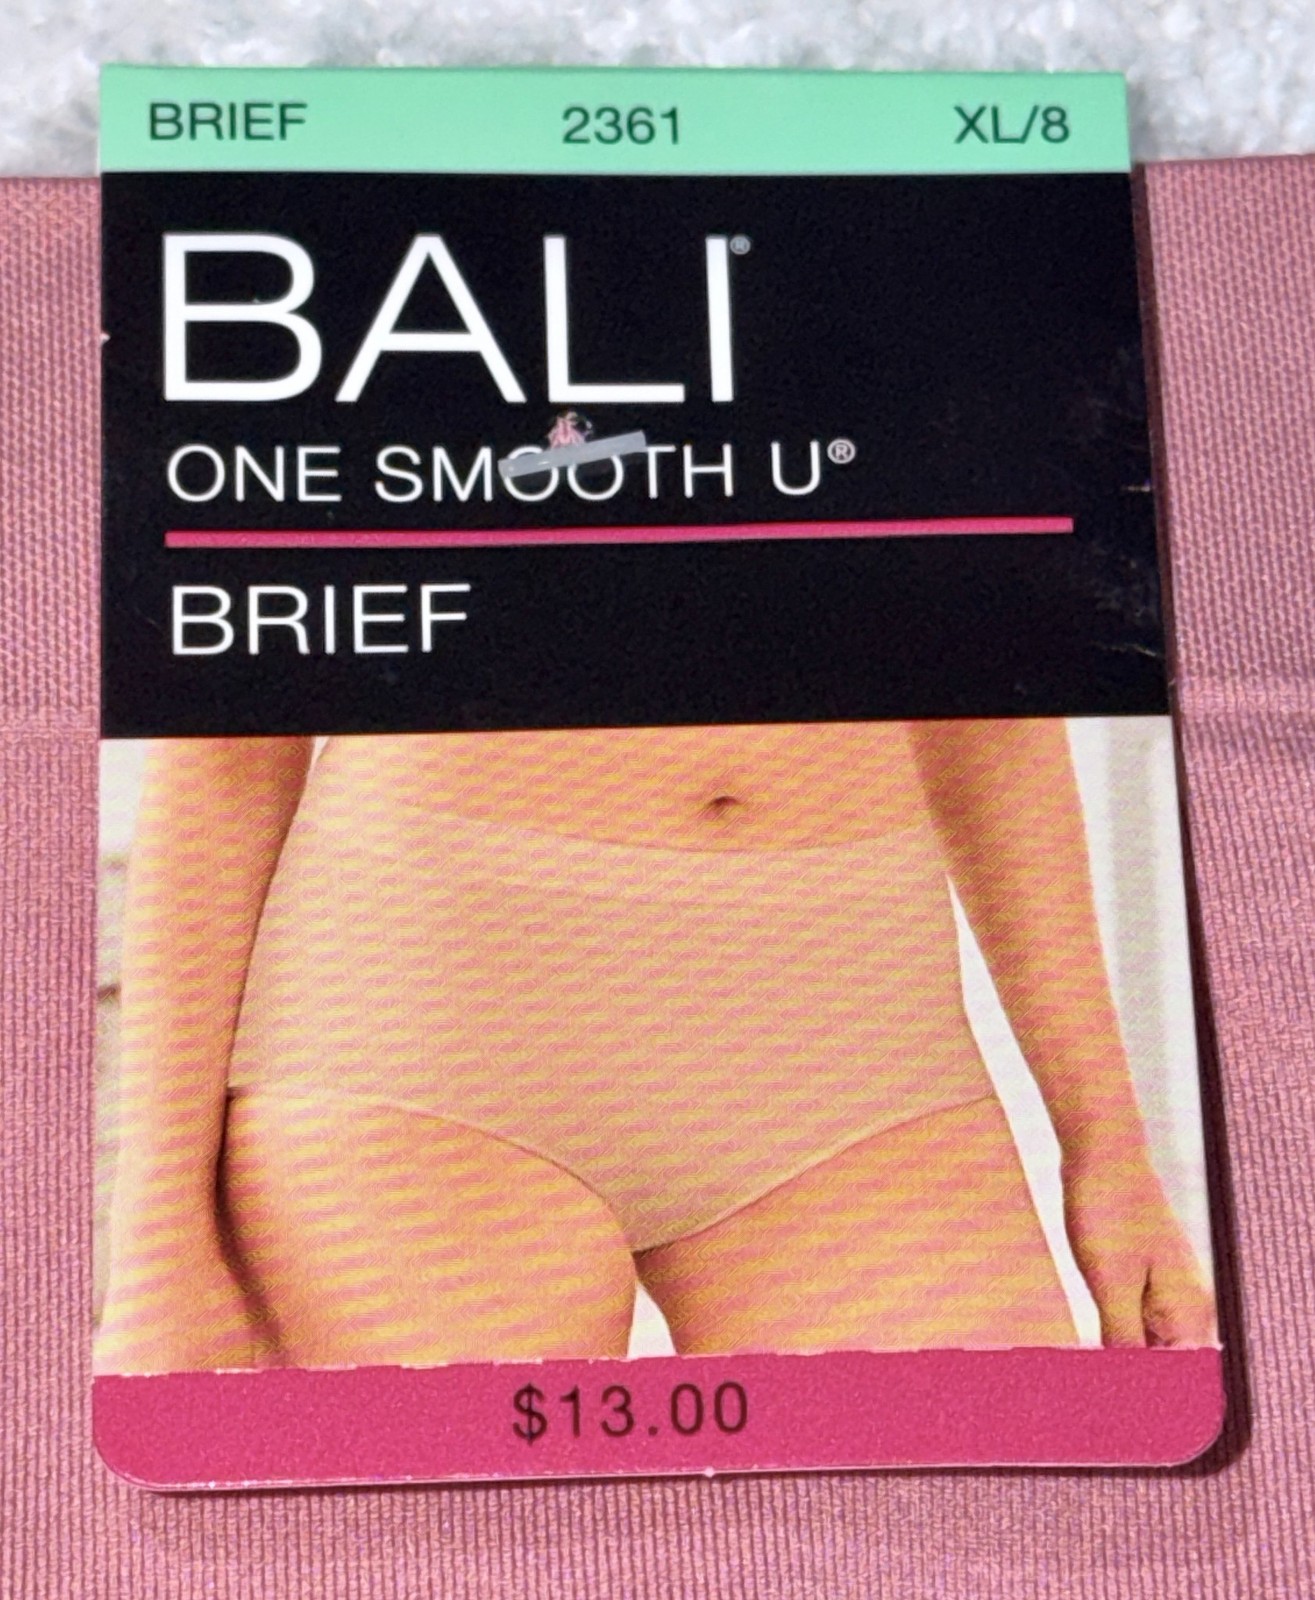 BRIEF 2361 XL/8
BALI®
ONE SMOOTH U®
BRIEF
$13.00